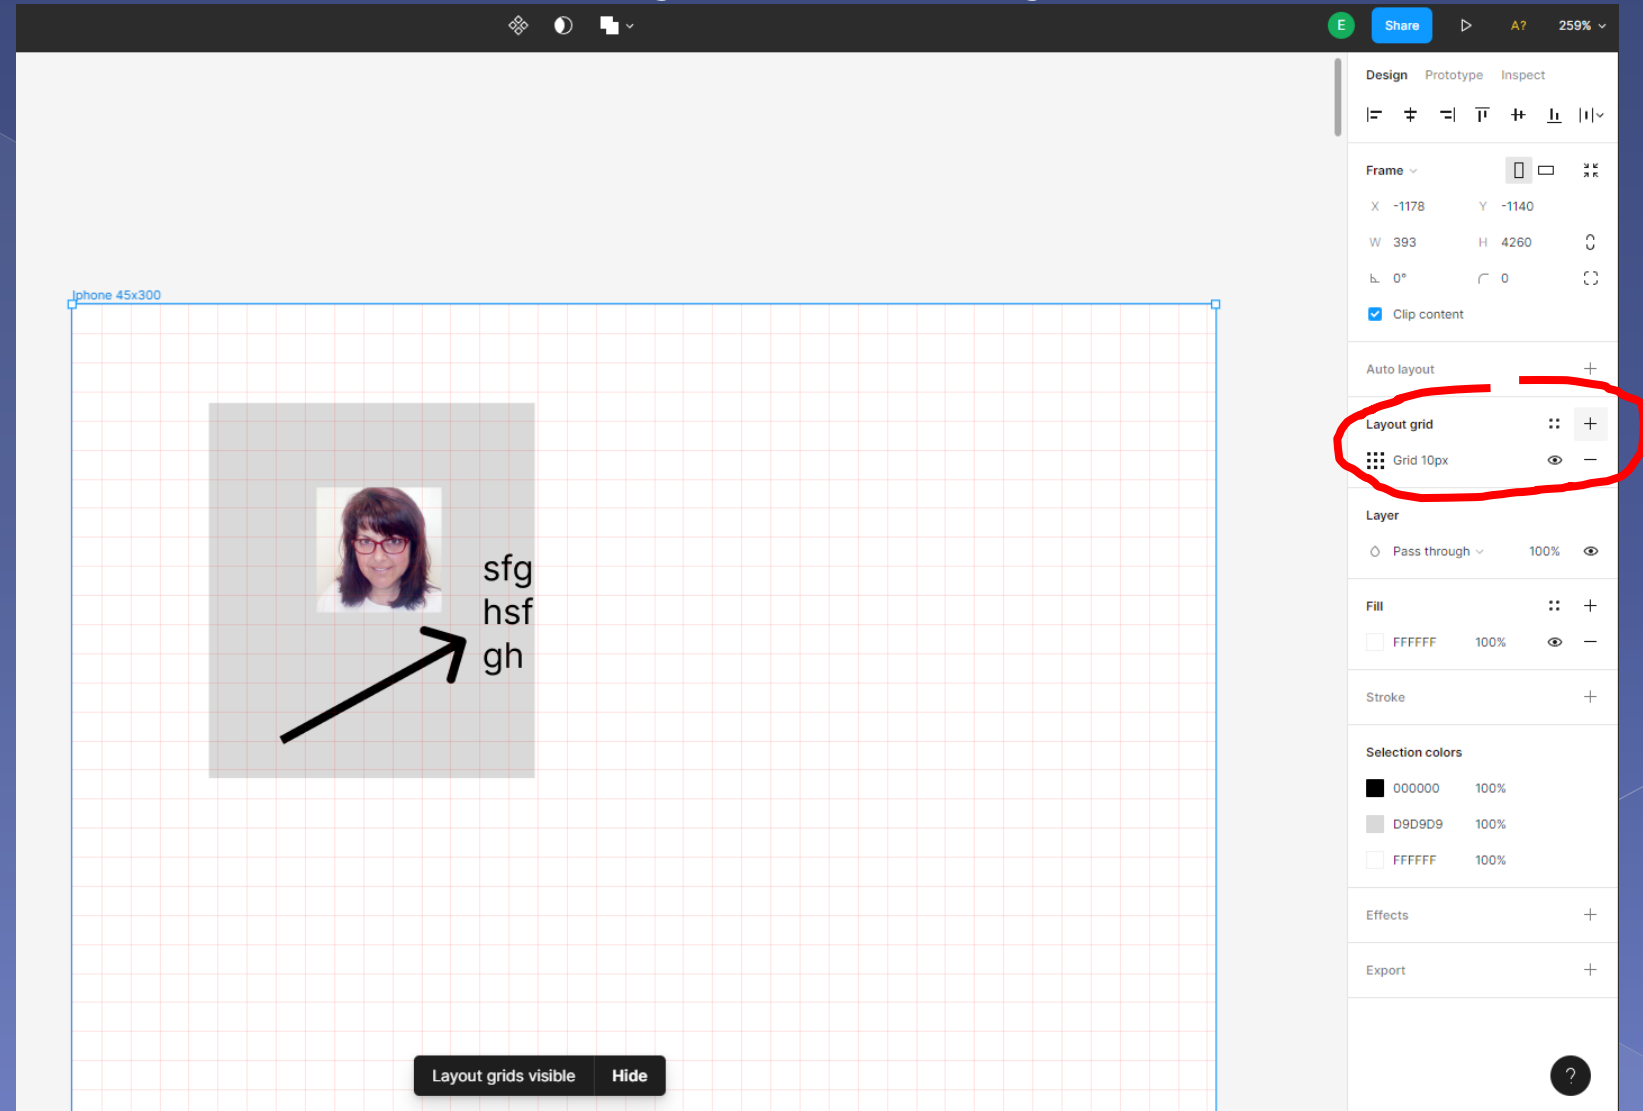 E Share A? 259%
Design Prototype Inspect
Frame
X -1178 Y -1140
W 393 H 4260
0° 0
Clip content
Auto layout
Layout grid
Grid 10px
Layer
Pass through 100%
Fill
FFFFFF 100%
Stroke
Selection colors
000000 100%
D9D9D9 100%
FFFFFF 100%
Effects
Export
?
Iphone 45x300
sfg
hsf
gh
Layout grids visible Hide